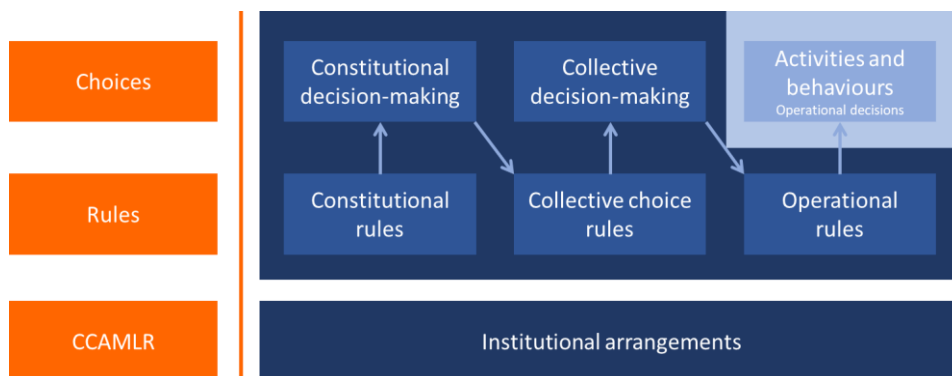 Choices
Constitutional
decision-making
Collective
decision-making
Activities and
behaviours
Operational decisions
Rules
Constitutional
rules
Collective choice
rules
Operational
rules
CCAMLR
Institutional arrangements